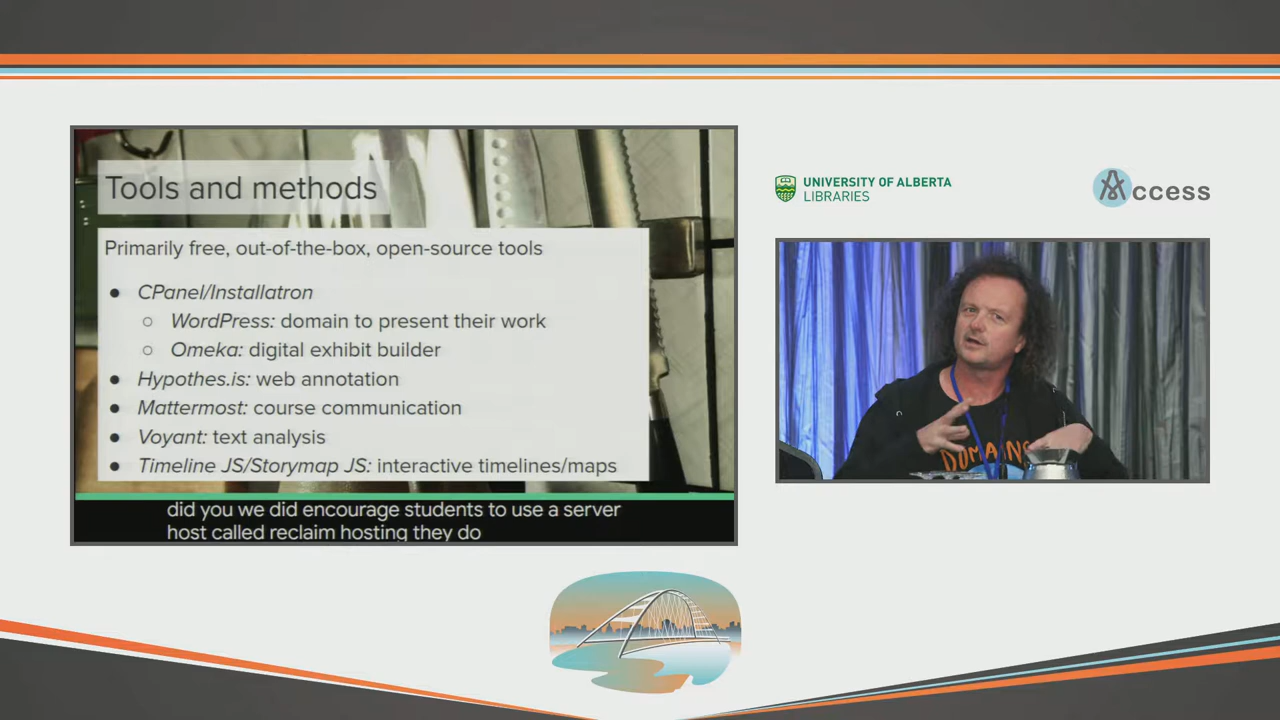 Tools and methods
Primarily free, out-of-the-box, open-source tools
● CPanel/Installatron
○ WordPress: domain to present their work
○ Omeka: digital exhibit builder
● Hypothes.is: web annotation
● Mattermost: course communication
● Voyant: text analysis
● Timeline JS/Storymap JS: interactive timelines/maps
did you we did encourage students to use a server
host called reclaim hosting they do
UNIVERSITY OF ALBERTA
LIBRARIES
Access
DOMAINS